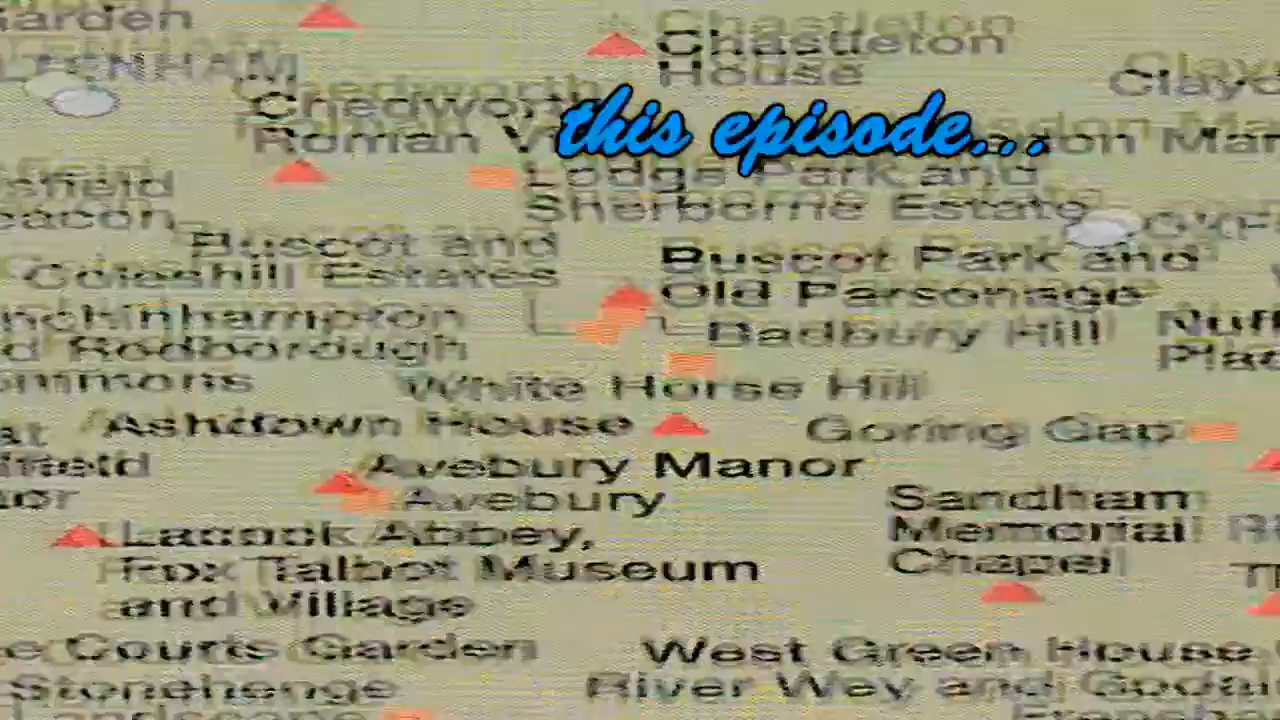 Garden
Chastleton
House
Chedworth
Roman V
this episode...
Lodge Park and
Sherborne Estate
Buscot and
Coleshill Estates
Buscot Park and
Old Parsonage
Badbury Hill
White Horse Hill
Ashdown House
Goring Gap
Avebury Manor
Avebury
Sandham
Memorial
Chapel
Lacock Abbey,
Fox Talbot Museum
and Village
Courts Garden
Stonehenge
Landscape
West Green House
River Wey and